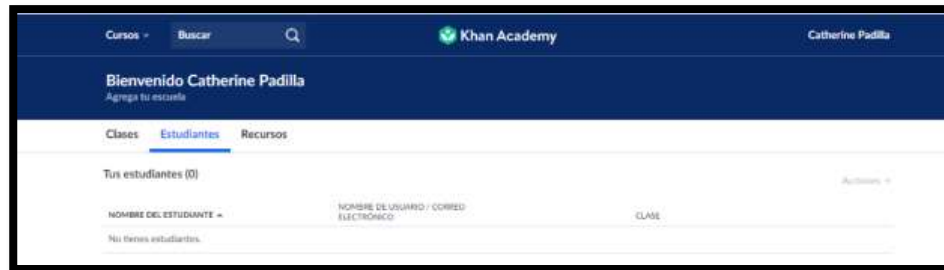 Cursos Buscar Khan Academy Catherine Padilla
Bienvenido Catherine Padilla
Agrega tu escuela
Clases Estudiantes Recursos
Tus estudiantes (0)
Acciones
NOMBRE DEL ESTUDIANTE
NOMBRE DE USUARIO / CORREO
ELECTRÓNICO
CLASE
No tienes estudiantes.